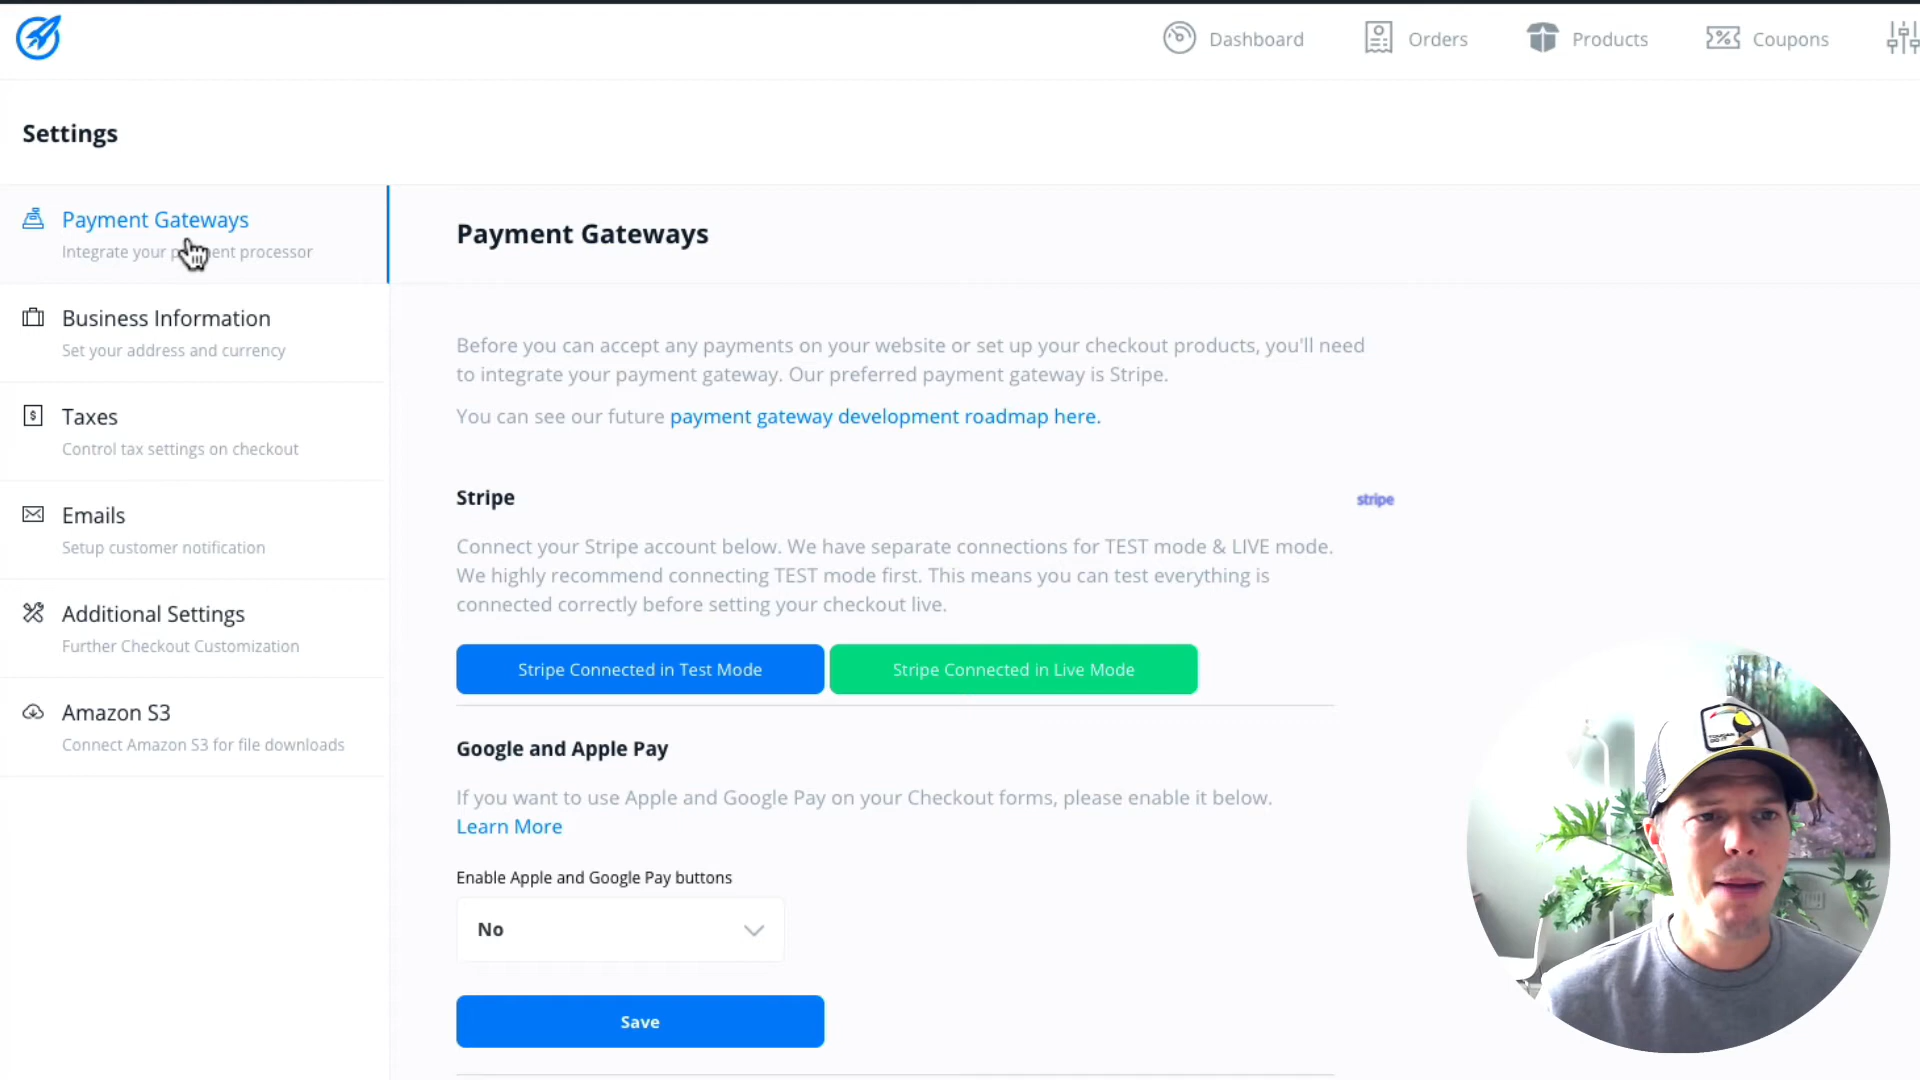 Dashboard
Orders
Products
Coupons
Settings
Payment Gateways
Integrate your p ent processor
Business Information
Set your address and currency
Taxes
Control tax settings on checkout
Emails
Setup customer notification
Additional Settings
Further Checkout Customization
Amazon S3
Connect Amazon S3 for file downloads
Payment Gateways
Before you can accept any payments on your website or set up your checkout products, you'll need
to integrate your payment gateway. Our preferred payment gateway is Stripe.
You can see our future payment gateway development roadmap here.
Stripe
stripe
Connect your Stripe account below. We have separate connections for TEST mode & LIVE mode.
We highly recommend connecting TEST mode first. This means you can test everything is
connected correctly before setting your checkout live.
Stripe Connected in Test Mode
Stripe Connected in Live Mode
Google and Apple Pay
If you want to use Apple and Google Pay on your Checkout forms, please enable it below.
Learn More
Enable Apple and Google Pay buttons
No
Save